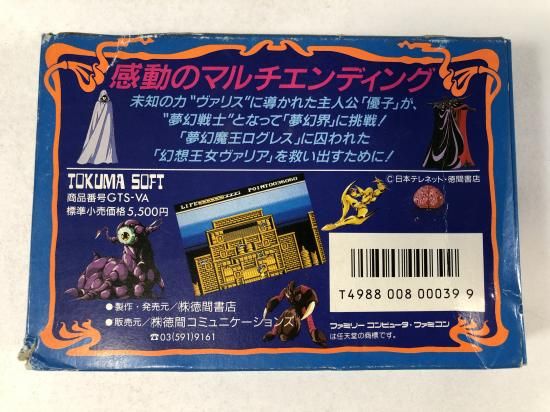 感動のマルチエンディング
未知の力“ヴァリス”に導かれた主人公「優子」が、
“夢幻戦士”となって「夢幻界」に挑戦!
「夢幻魔王ログレス」に囚われた
「幻想王女ヴァリア」を救い出すために!
TOKUMA SOFT
商品番号GTS-VA
標準小売価格5,500円
LIFE
POINT009060
Ⓒ日本テレネット・徳間書店
T4988 008 00039 9
●製作・発売元/㈱徳間書店
●販売元/㈱徳間コミュニケーションズ
☎03(591)9161
ファミリーコンピュータ・ファミコン
は任天堂の商標です。